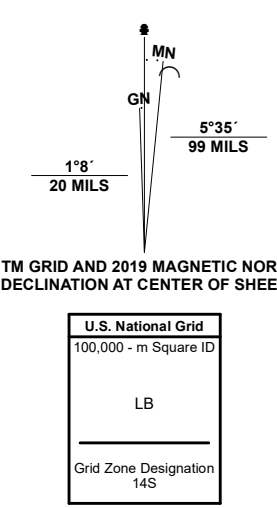 MN
GN
5°35´
99 MILS
1°8´
20 MILS
TM GRID AND 2019 MAGNETIC NOR
DECLINATION AT CENTER OF SHEE
U.S. National Grid
100,000 - m Square ID
LB
Grid Zone Designation
14S